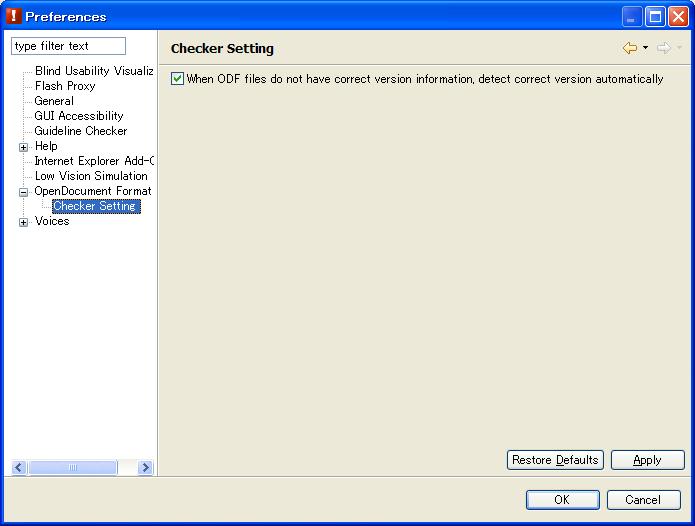 Preferences
type filter text
Checker Setting
When ODF files do not have correct version information, detect correct version automatically
Blind Usability Visualiz
Flash Proxy
General
GUI Accessibility
Guideline Checker
Help
Internet Explorer Add-
Low Vision Simulation
OpenDocument Format
Checker Setting
Voices
Restore Defaults
Apply
OK
Cancel